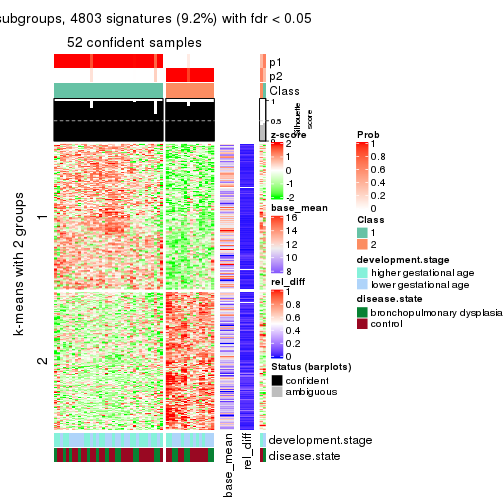 subgroups, 4803 signatures (9.2%) with fdr < 0.05
52 confident samples
p1
p2
Class
1
0.5
0
Silhouette
score
k-means with 2 groups
1
2
z-score
2
1
0
-1
-2
base_mean
16
14
12
10
8
rel_diff
1
0.8
0.6
0.4
0.2
0
Status (barplots)
confident
ambiguous
Prob
1
0.8
0.6
0.4
0.2
0
Class
1
2
development.stage
higher gestational age
lower gestational age
disease.state
bronchopulmonary dysplasia
control
development.stage
disease.state
base_mean
rel_diff